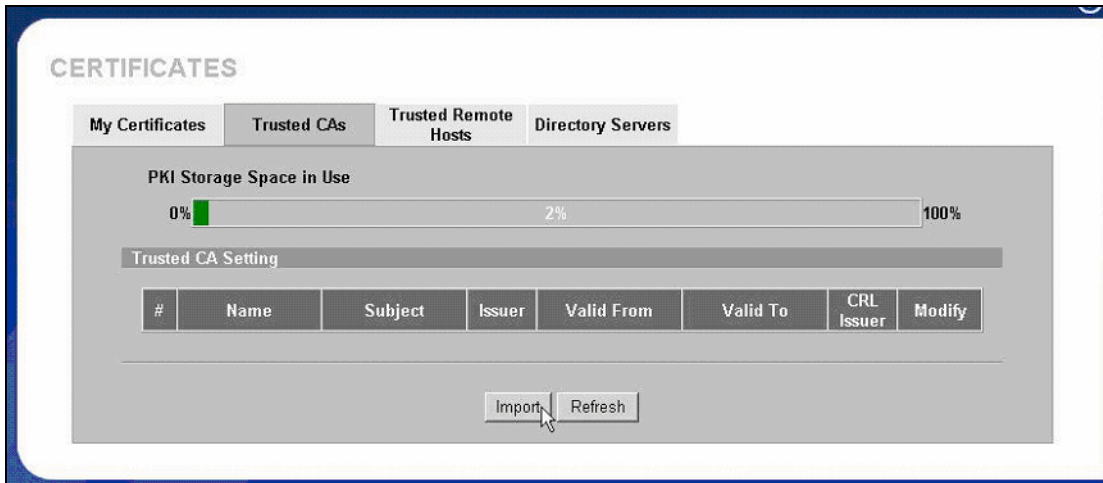 CERTIFICATES
My Certificates
Trusted CAs
Trusted Remote
Hosts
Directory Servers
PKI Storage Space in Use
0%
2%
100%
Trusted CA Setting
#
Name
Subject
Issuer
Valid From
Valid To
CRL
Issuer
Modify
Import
Refresh